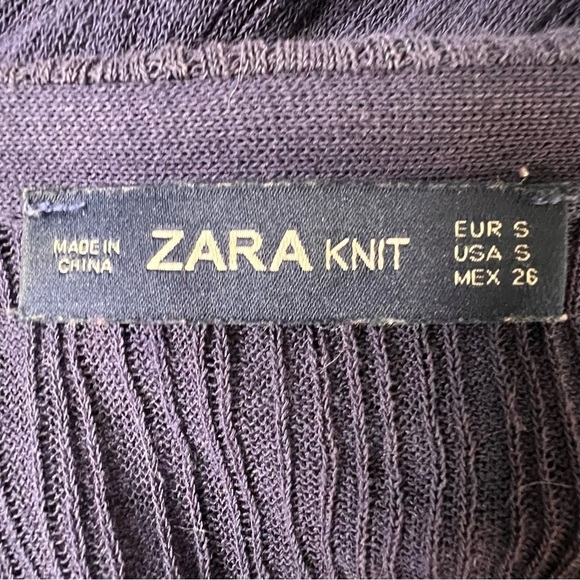 MADE IN
CHINA
ZARA KNIT
EUR S
USA S
MEX 26